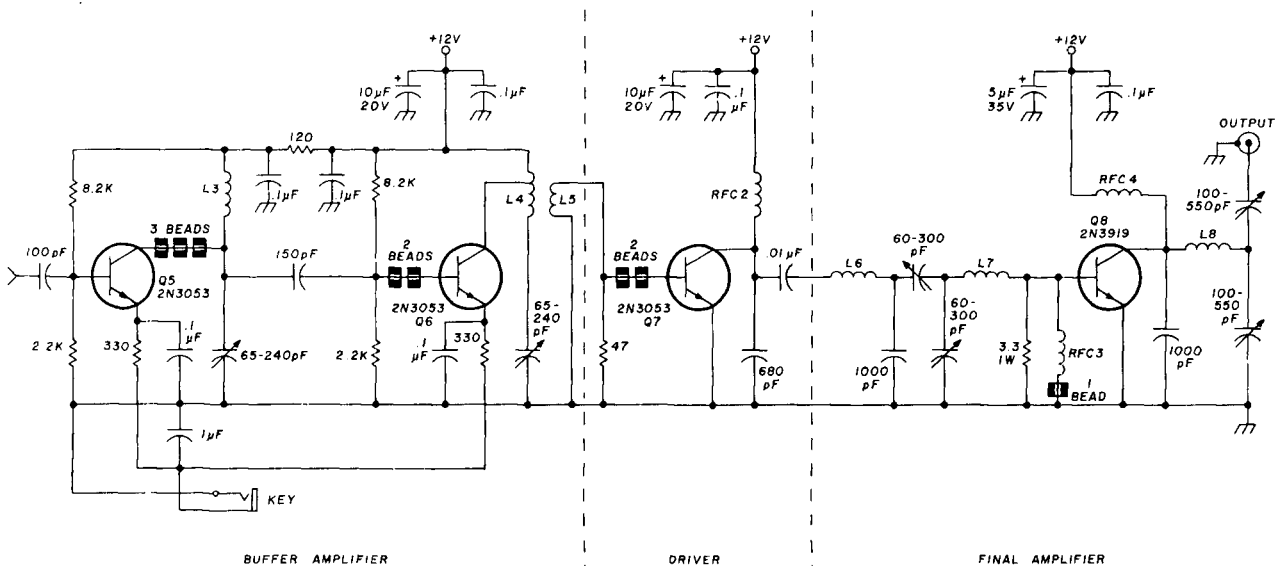 +12V
+12V
+12V
+
10µF
20V
.1µF
+
10µF
20V
.1
µF
+
5µF
35V
.1µF
OUTPUT
120
8.2K
L3
.1µF
.1µF
8.2K
L4
L5
RFC2
RFC4
100-
550pF
3 BEADS
100pF
Q5
2N3053
150pF
2
BEADS
2N3053
Q6
65-
240
pF
2
BEADS
2N3053
Q7
.01µF
L6
60-300
pF
L7
60-
300
pF
Q8
2N3919
L8
100-
550
pF
2.2K
330
.1
µF
65-240pF
2.2K
.1
µF
330
47
680
pF
1000
pF
3.3
1W
RFC3
1
BEAD
1000
pF
1µF
KEY
BUFFER AMPLIFIER
DRIVER
FINAL AMPLIFIER